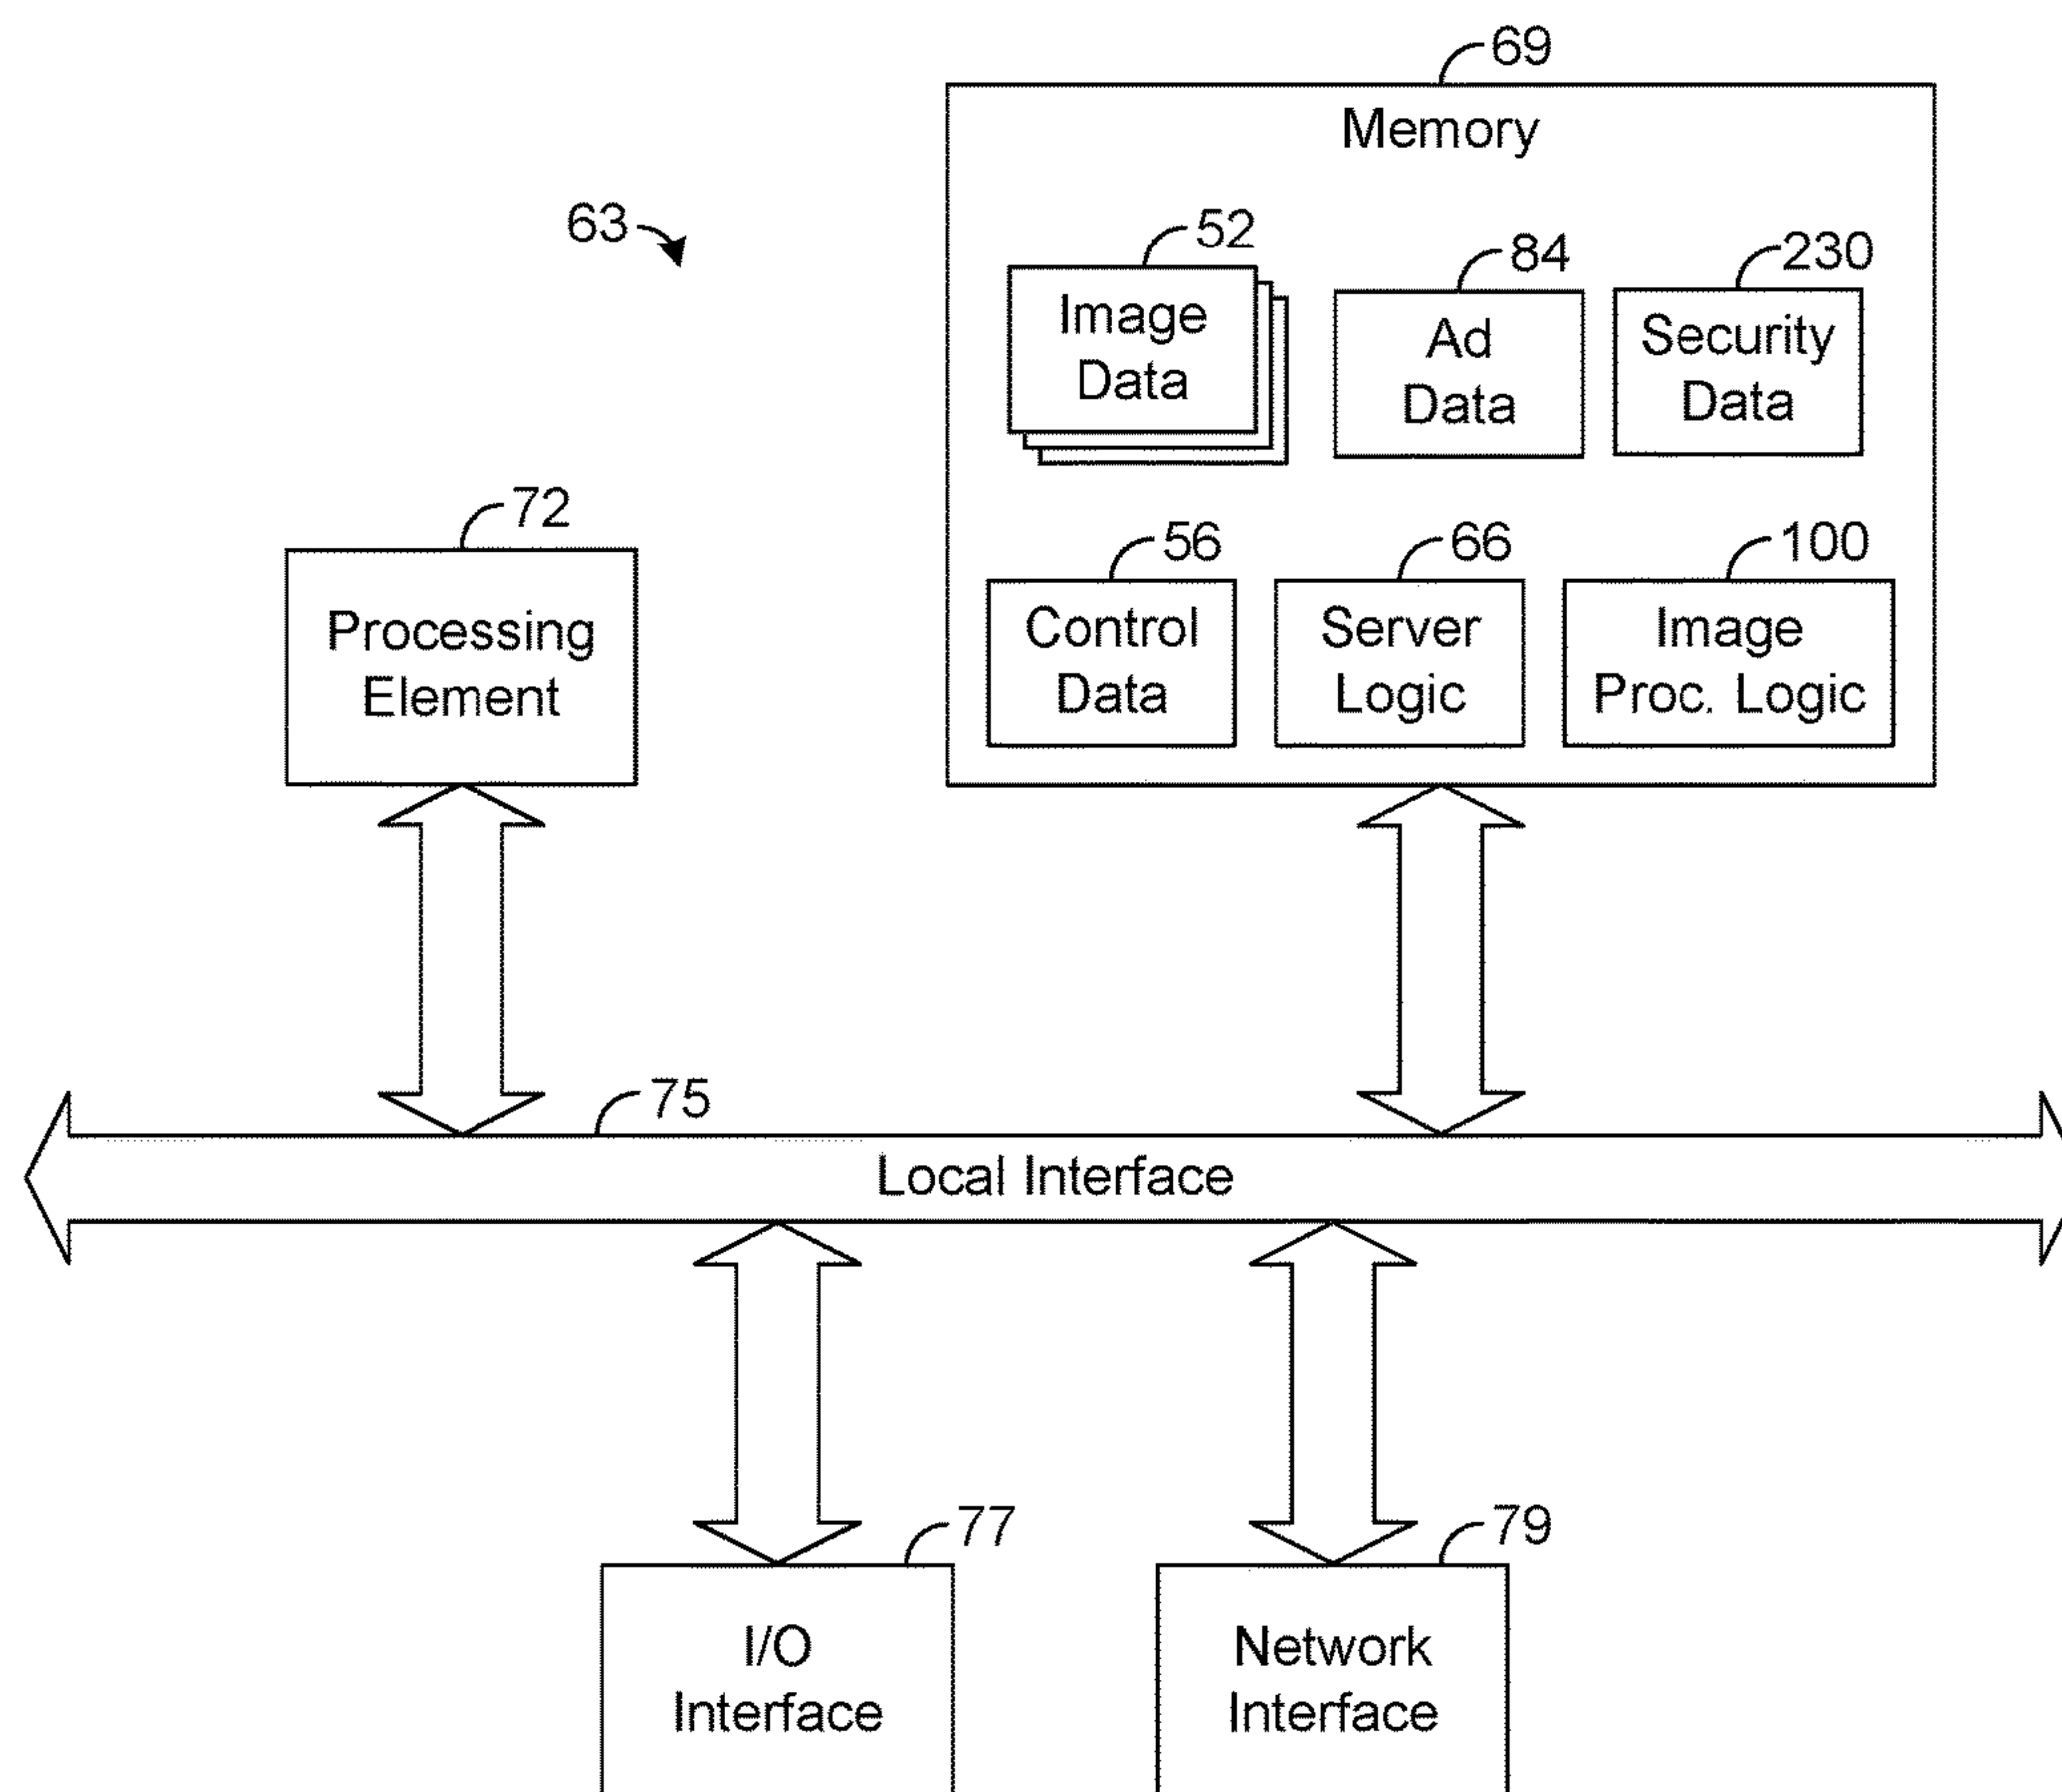 69
Memory
63
52
84
230
Image
Data
Ad
Data
Security
Data
72
56
66
100
Processing
Element
Control
Data
Server
Logic
Image
Proc. Logic
75
Local Interface
77
79
I/O
Interface
Network
Interface